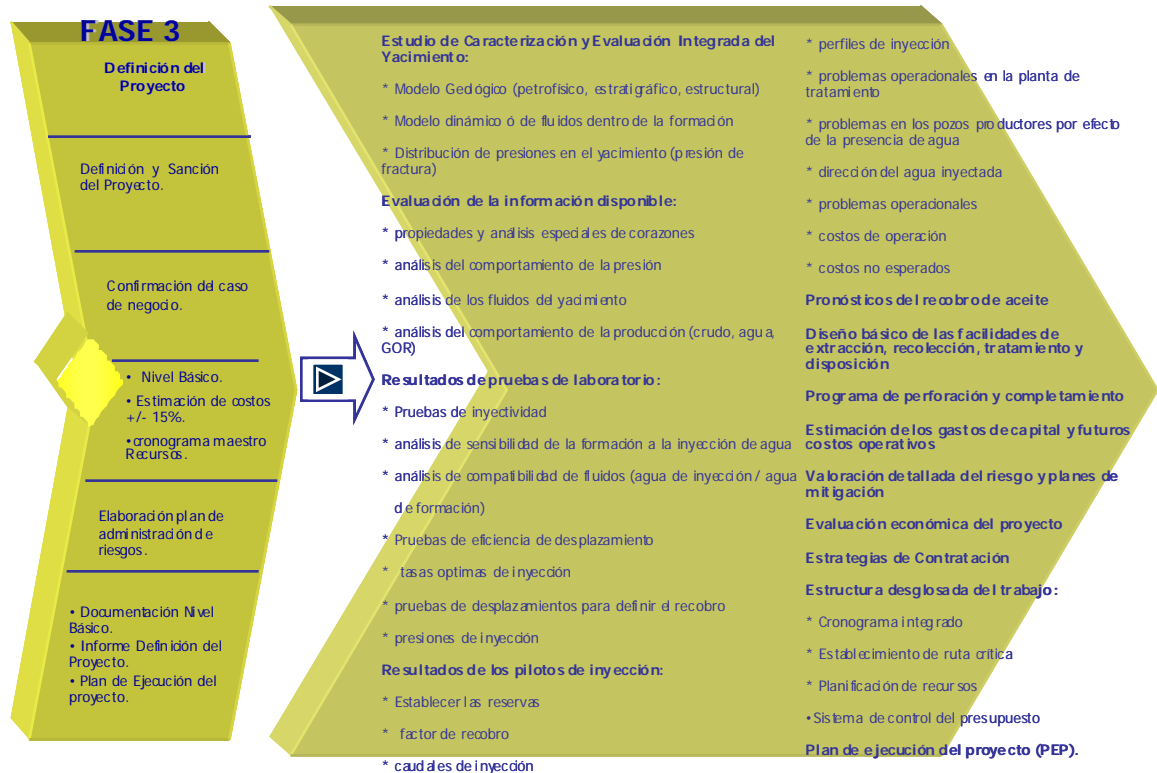 FASE 3
Definición del
Proyecto
Definición y Sanción
del Proyecto.
Confirmación del caso
de negocio.
• Nivel Básico.
• Estimación de costos
+/- 15%.
•cronograma maestro
Recursos.
Elaboración plan de
administración de
riesgos.
• Documentación Nivel
Básico.
• Informe Definición del
Proyecto.
• Plan de Ejecución del
proyecto.
Estudio de Caracterización y Evaluación Integrada del
Yacimiento:
* Modelo Geológico (petrofísico, estratigráfico, estructural)
* Modelo dinámico ó de fluidos dentro de la formación
* Distribución de presiones en el yacimiento (presión de
fractura)
Evaluación de la información disponible:
* propiedades y análisis especiales de corazones
* análisis del comportamiento de la presión
* análisis de los fluidos del yacimiento
* análisis del comportamiento de la producción (crudo, agua,
GOR)
Resultados de pruebas de laboratorio:
* Pruebas de inyectividad
* análisis de sensibilidad de la formación a la inyección de agua
* análisis de compatibilidad de fluidos (agua de inyección / agua
de formación)
* Pruebas de eficiencia de desplazamiento
* tasas optimas de inyección
* pruebas de desplazamientos para definir el recobro
* presiones de inyección
Resultados de los pilotos de inyección:
* Establecer las reservas
* factor de recobro
* caudales de inyección
* perfiles de inyección
* problemas operacionales en la planta de
tratamiento
* problemas en los pozos productores por efecto
de la presencia de agua
* dirección del agua inyectada
* problemas operacionales
* costos de operación
* costos no esperados
Pronósticos del recobro de aceite
Diseño básico de las facilidades de
extracción, recolección, tratamiento y
disposición
Programa de perforación y completamiento
Estimación de los gastos de capital y futuros
costos operativos
Valoración detallada del riesgo y planes de
mitigación
Evaluación económica del proyecto
Estrategias de Contratación
Estructura desglosada del trabajo:
* Cronograma integrado
* Establecimiento de ruta crítica
* Planificación de recursos
•Sistema de control del presupuesto
Plan de ejecución del proyecto (PEP).